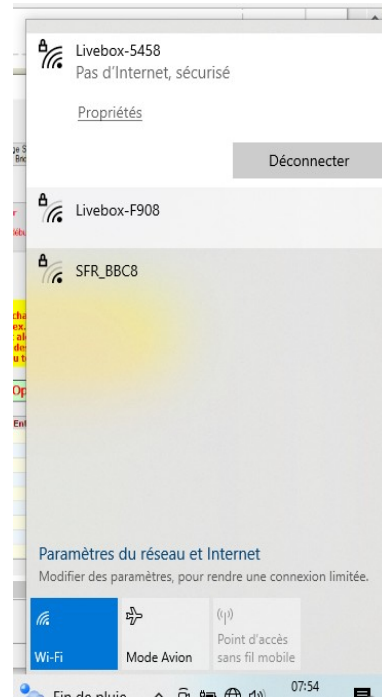 Livebox-5458
Pas d'Internet, sécurisé
Propriétés
Déconnecter
Livebox-F908
SFR_BBC8
Paramètres du réseau et Internet
Modifier des paramètres, pour rendre une connexion limitée.
Wi-Fi
Mode Avion
Point d'accès
sans fil mobile
Fin de pluie
07:54